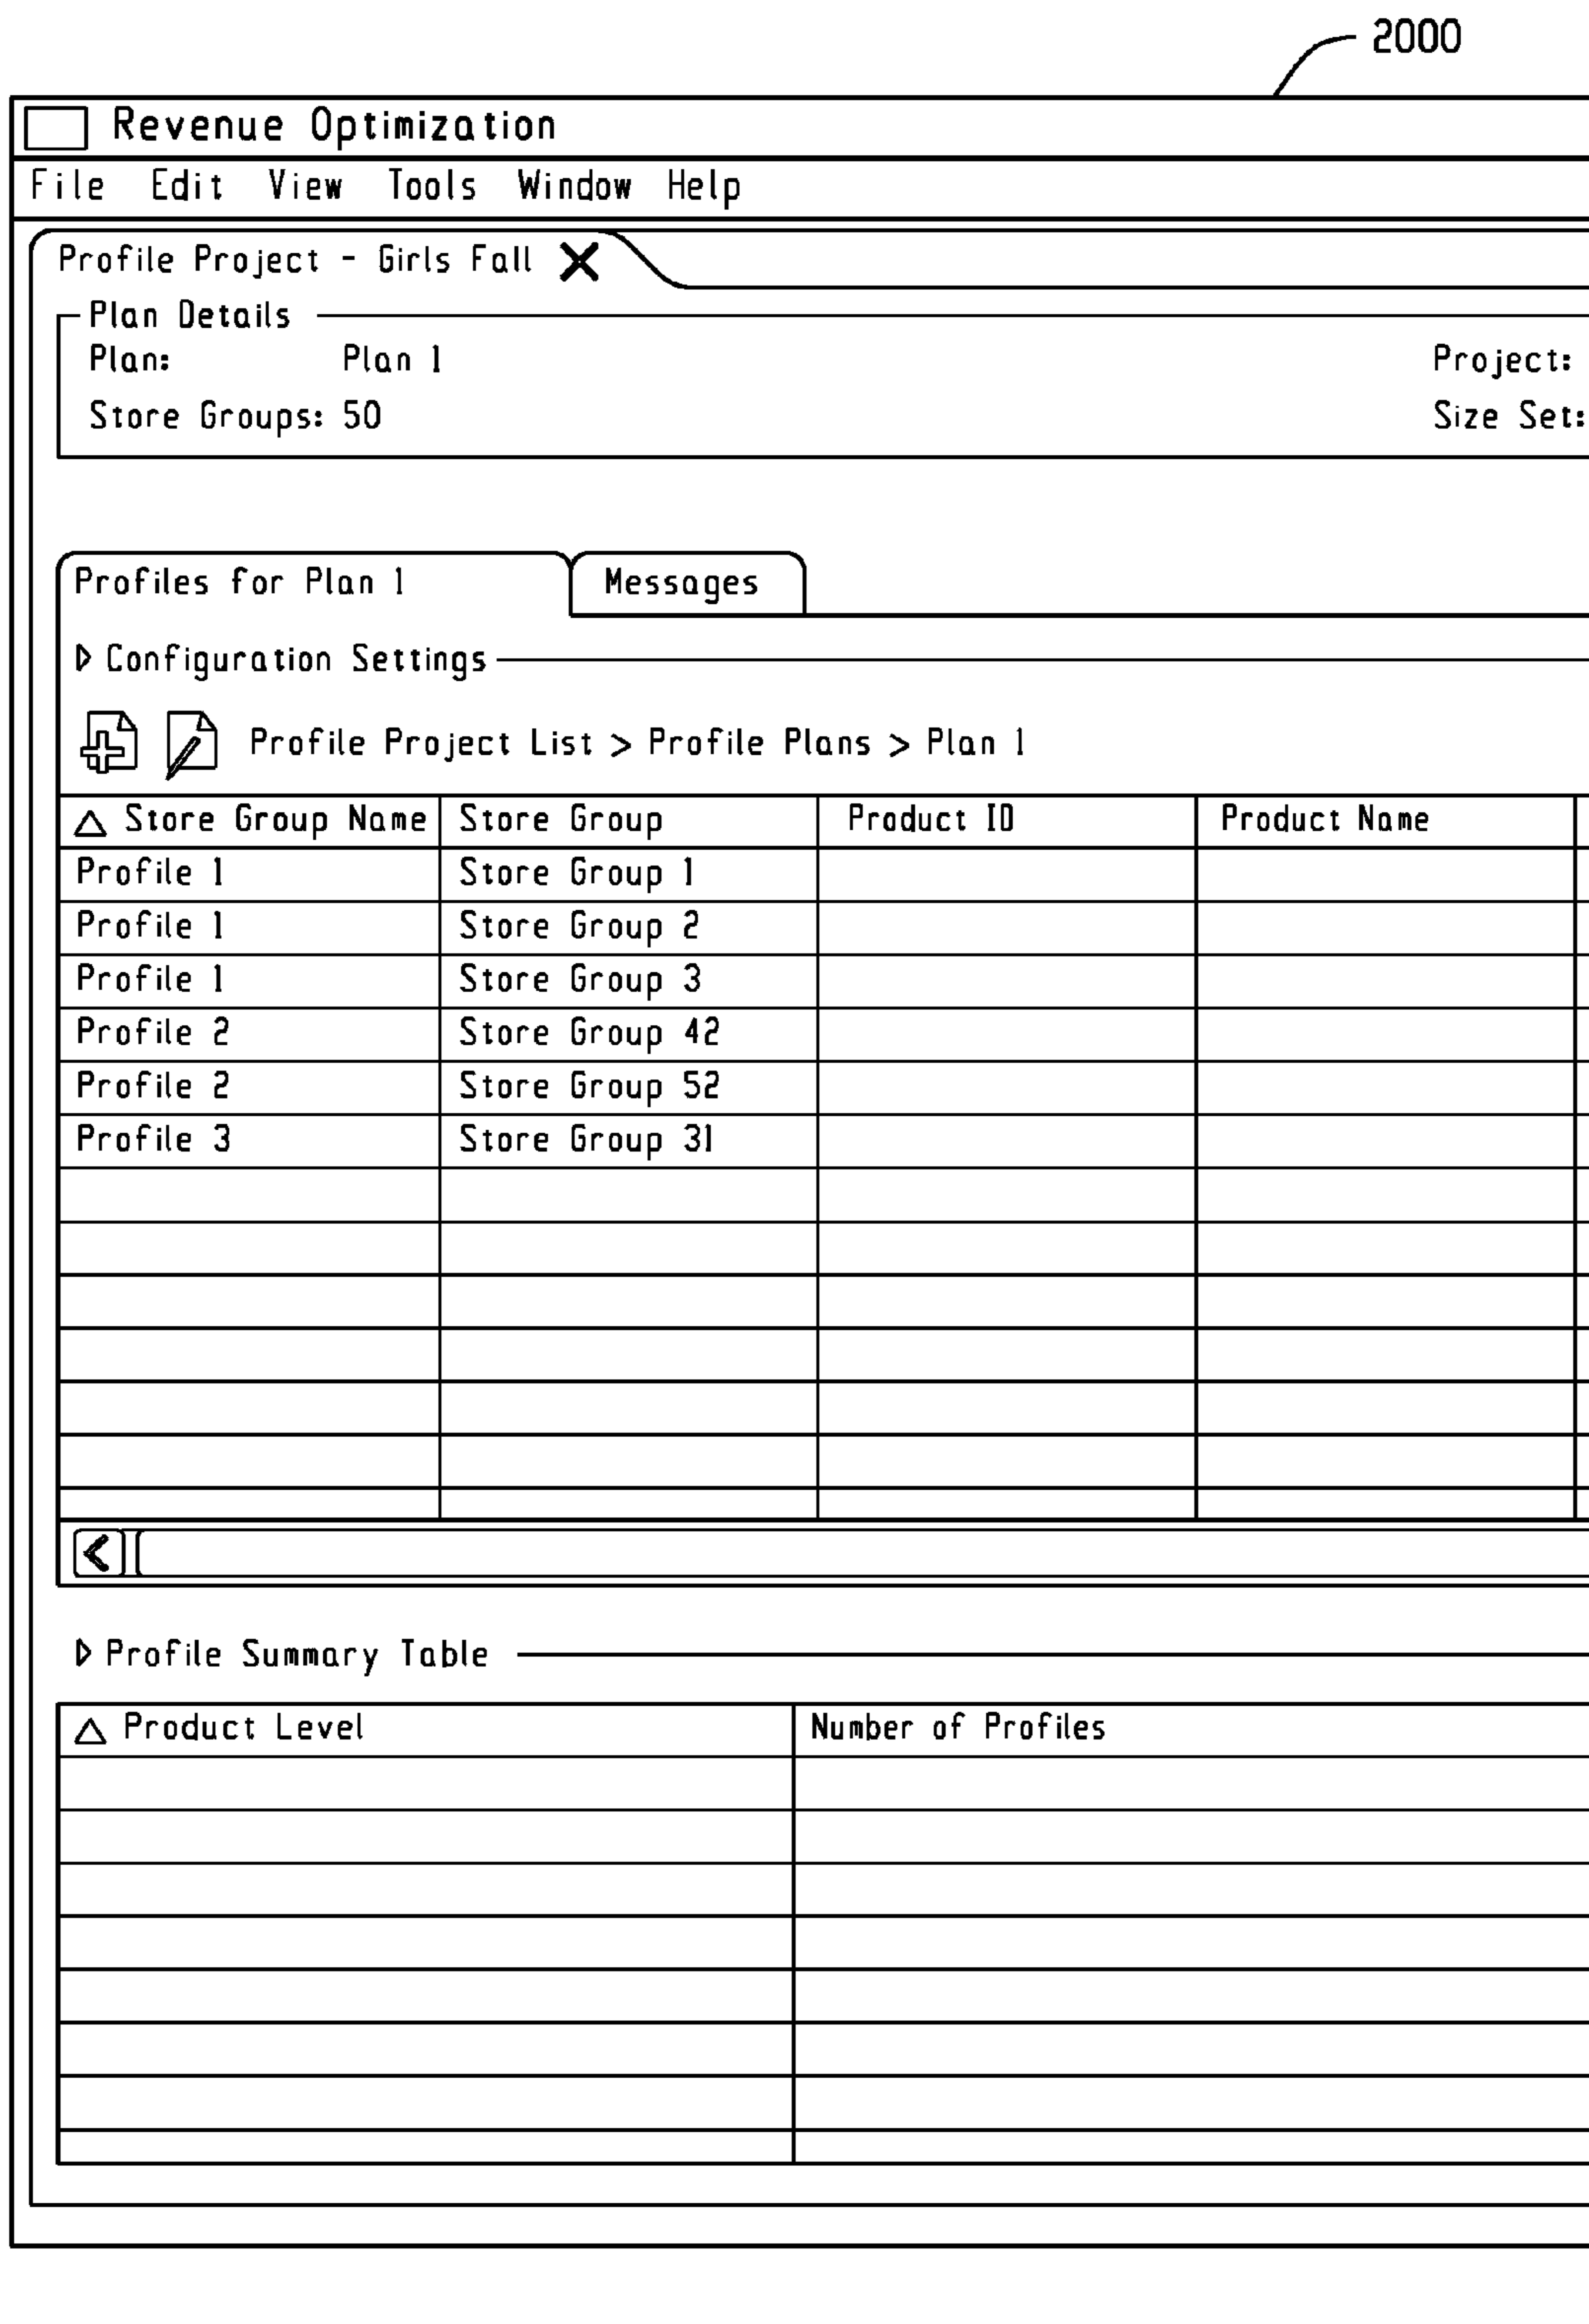 2000
Revenue Optimization
File Edit View Tools Window Help
Profile Project - Girls Fall
Plan Details
Plan: Plan 1 Project:
Store Groups: 50 Size Set:
Profiles for Plan 1 Messages
Configuration Settings
Profile Project List > Profile Plans > Plan 1
Store Group Name Store Group Product ID Product Name
Profile 1 Store Group 1
Profile 1 Store Group 2
Profile 1 Store Group 3
Profile 2 Store Group 42
Profile 2 Store Group 52
Profile 3 Store Group 31
Profile Summary Table
Product Level Number of Profiles